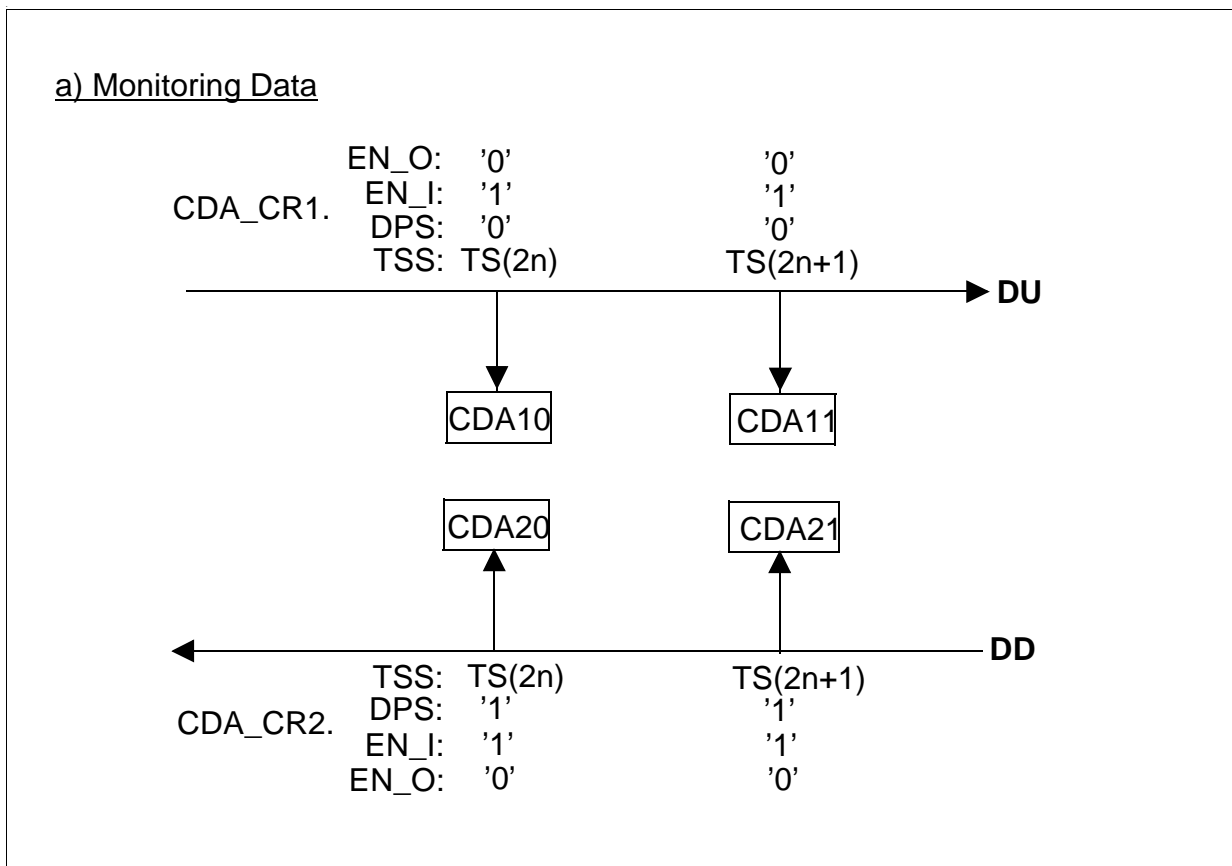 a) Monitoring Data
EN_O: '0' '0'
EN_I: '1' '1'
CDA_CR1.
DPS: '0' '0'
TSS: TS(2n) TS(2n+1)
DU
CDA10 CDA11
CDA20 CDA21
DD
TSS: TS(2n) TS(2n+1)
DPS: '1' '1'
CDA_CR2.
EN_I: '1' '1'
EN_O: '0' '0'